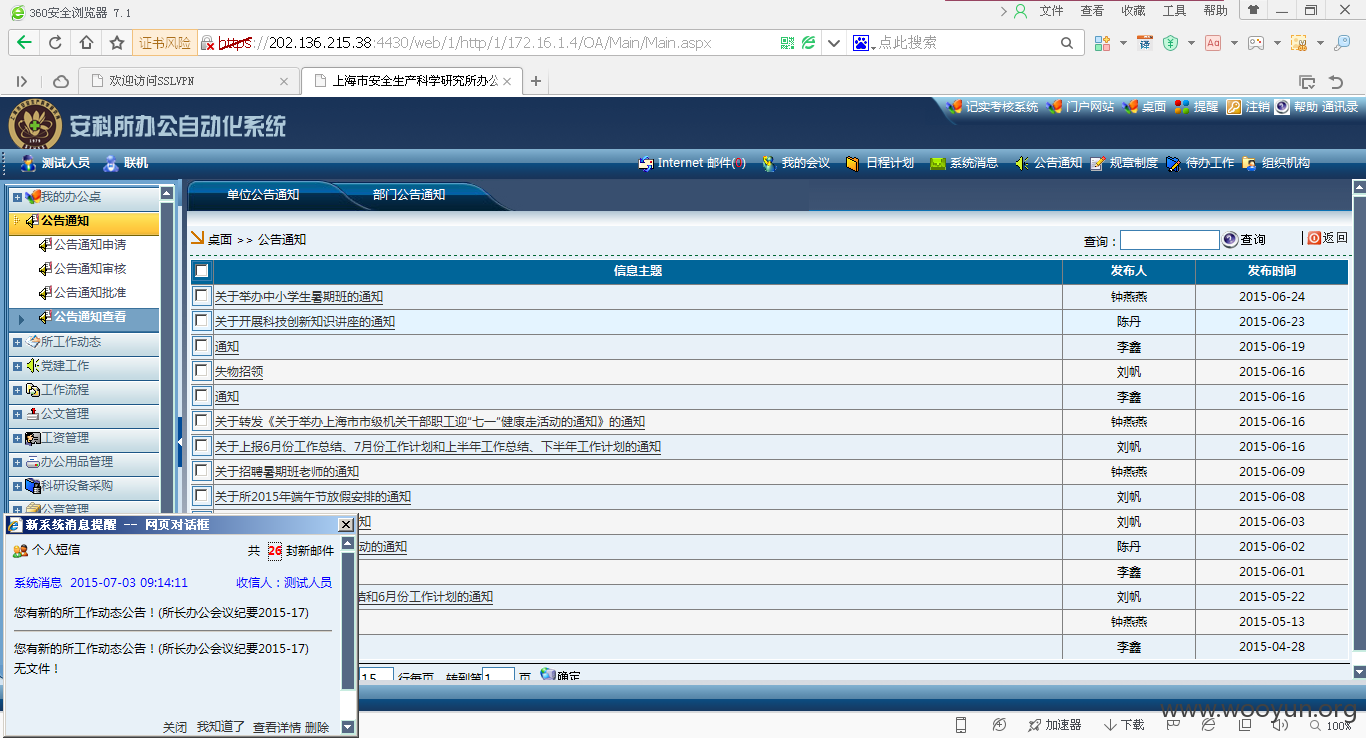 360安全浏览器 7.1
文件 查看 收藏 工具 帮助
证书风险 https://202.136.215.38:4430/web/1/http/1/172.16.1.4/OA/Main/Main.aspx 点此搜索
欢迎访问SSLVPN
上海市安全生产科学研究所办公
安科所办公自动化系统
记实考核系统 门户网站 桌面 提醒 注销 帮助 通讯录
测试人员 联机
Internet 邮件(0) 我的会议 日程计划 系统消息 公告通知 规章制度 待办工作 组织机构
我的办公桌
公告通知
公告通知申请
公告通知审核
公告通知批准
公告通知查看
所工作动态
党建工作
工作流程
公文管理
工资管理
办公用品管理
科研设备采购
公章管理
单位公告通知 部门公告通知
桌面 >> 公告通知
查询： 查询 返回
信息主题 发布人 发布时间
关于举办中小学生暑期班的通知 钟燕燕 2015-06-24
关于开展科技创新知识讲座的通知 陈丹 2015-06-23
通知 李鑫 2015-06-19
失物招领 刘帆 2015-06-16
通知 李鑫 2015-06-16
关于转发《关于举办上海市市级机关干部职工迎“七一”健康走活动的通知》的通知 钟燕燕 2015-06-16
关于上报6月份工作总结、7月份工作计划和上半年工作总结、下半年工作计划的通知 刘帆 2015-06-16
关于招聘暑期班老师的通知 钟燕燕 2015-06-09
关于所2015年端午节放假安排的通知 刘帆 2015-06-08
知 刘帆 2015-06-03
动的通知 陈丹 2015-06-02
李鑫 2015-06-01
结和6月份工作计划的通知 刘帆 2015-05-22
钟燕燕 2015-05-13
李鑫 2015-04-28
15 行每页 转到第 1 页 确定
新系统消息提醒 -- 网页对话框
个人短信 共 26 封新邮件
系统消息 2015-07-03 09:14:11 收信人：测试人员
您有新的所工作动态公告！(所长办公会议纪要2015-17)
您有新的所工作动态公告！(所长办公会议纪要2015-17)
无文件！
关闭 我知道了 查看详情 删除
www.wooyun.org
加速器 下载 100%